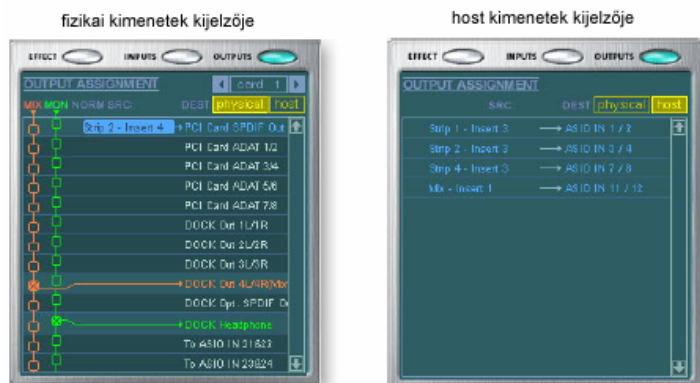 fizikai kimenetek kijelzője
EFFECT INPUTS OUTPUTS
OUTPUT ASSIGNMENT card 1
MIX MON NORM SRC: DEST physical host
Strip 2 - Insert 4 PCI Card SPDIF Out
PCI Card ADAT 1/2
PCI Card ADAT 3/4
PCI Card ADAT 5/6
PCI Card ADAT 7/8
DOCK Out 1L/1R
DOCK Out 2L/2R
DOCK Out 3L/3R
DOCK Out 4L/4R(Mor
DOCK Opt. SPDIF
DOCK Headphone
To ASIO IN 21&22
To ASIO IN 23&24
host kimenetek kijelzője
EFFECT INPUTS OUTPUTS
OUTPUT ASSIGNMENT
SRC: DEST physical host
Strip 1 - Insert 3 ASIO IN 1 / 2
Strip 2 - Insert 3 ASIO IN 3 / 4
Strip 4 - Insert 3 ASIO IN 7 / 8
Mix - Insert 1 ASIO IN 11 / 12